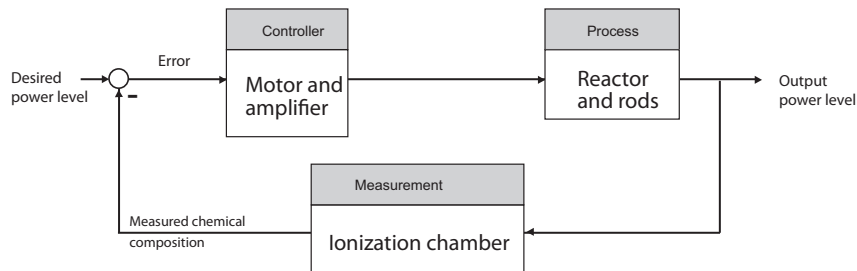 Controller
Process
Error
Desired
power level
Motor and
amplifier
Reactor
and rods
Output
power level
-
Measurement
Measured chemical
composition
Ionization chamber